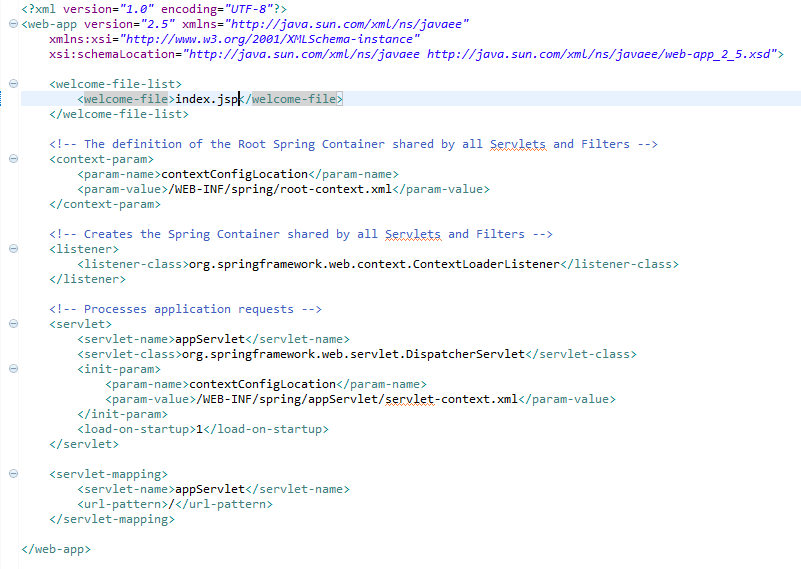 <?xml version="1.0" encoding="UTF-8"?>
<web-app version="2.5" xmlns="http://java.sun.com/xml/ns/javaee"
xmlns:xsi="http://www.w3.org/2001/XMLSchema-instance"
xsi:schemaLocation="http://java.sun.com/xml/ns/javaee http://java.sun.com/xml/ns/javaee/web-app_2_5.xsd">
<welcome-file-list>
<welcome-file>index.jsp</welcome-file>
</welcome-file-list>
<!-- The definition of the Root Spring Container shared by all Servlets and Filters -->
<context-param>
<param-name>contextConfigLocation</param-name>
<param-value>/WEB-INF/spring/root-context.xml</param-value>
</context-param>
<!-- Creates the Spring Container shared by all Servlets and Filters -->
<listener>
<listener-class>org.springframework.web.context.ContextLoaderListener</listener-class>
</listener>
<!-- Processes application requests -->
<servlet>
<servlet-name>appServlet</servlet-name>
<servlet-class>org.springframework.web.servlet.DispatcherServlet</servlet-class>
<init-param>
<param-name>contextConfigLocation</param-name>
<param-value>/WEB-INF/spring/appServlet/servlet-context.xml</param-value>
</init-param>
<load-on-startup>1</load-on-startup>
</servlet>
<servlet-mapping>
<servlet-name>appServlet</servlet-name>
<url-pattern>/</url-pattern>
</servlet-mapping>
</web-app>